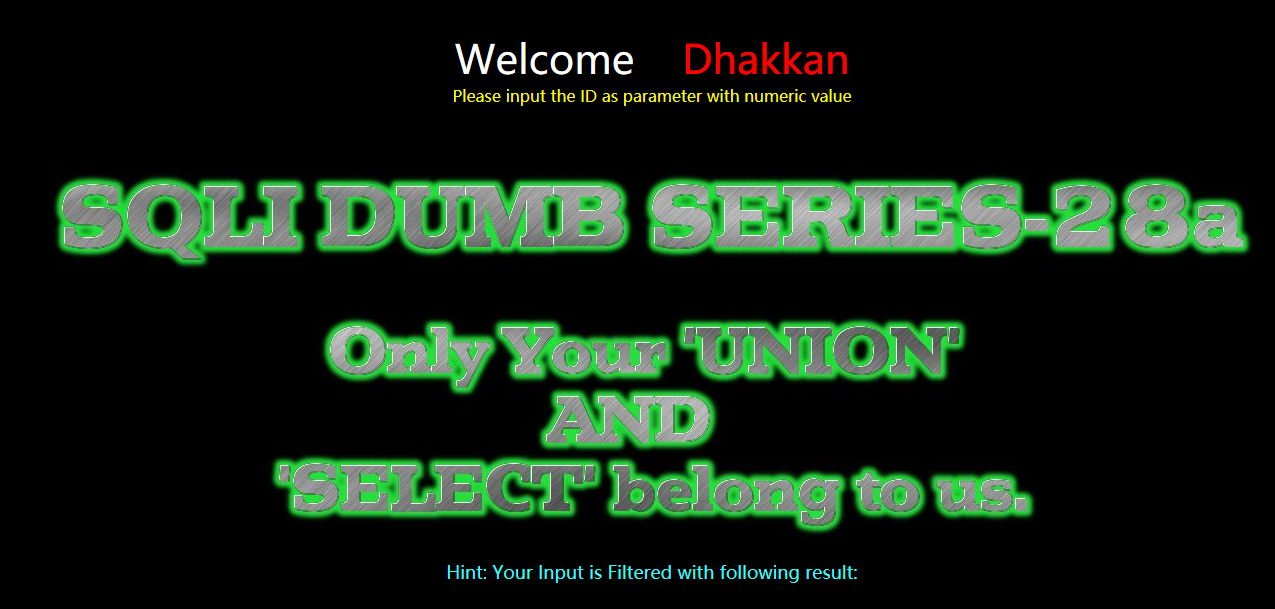 Welcome Dhakkan
Please input the ID as parameter with numeric value
SQLI DUMB SERIES-28a
Only Your 'UNION'
AND
'SELECT' belong to us.
Hint: Your Input is Filtered with following result: